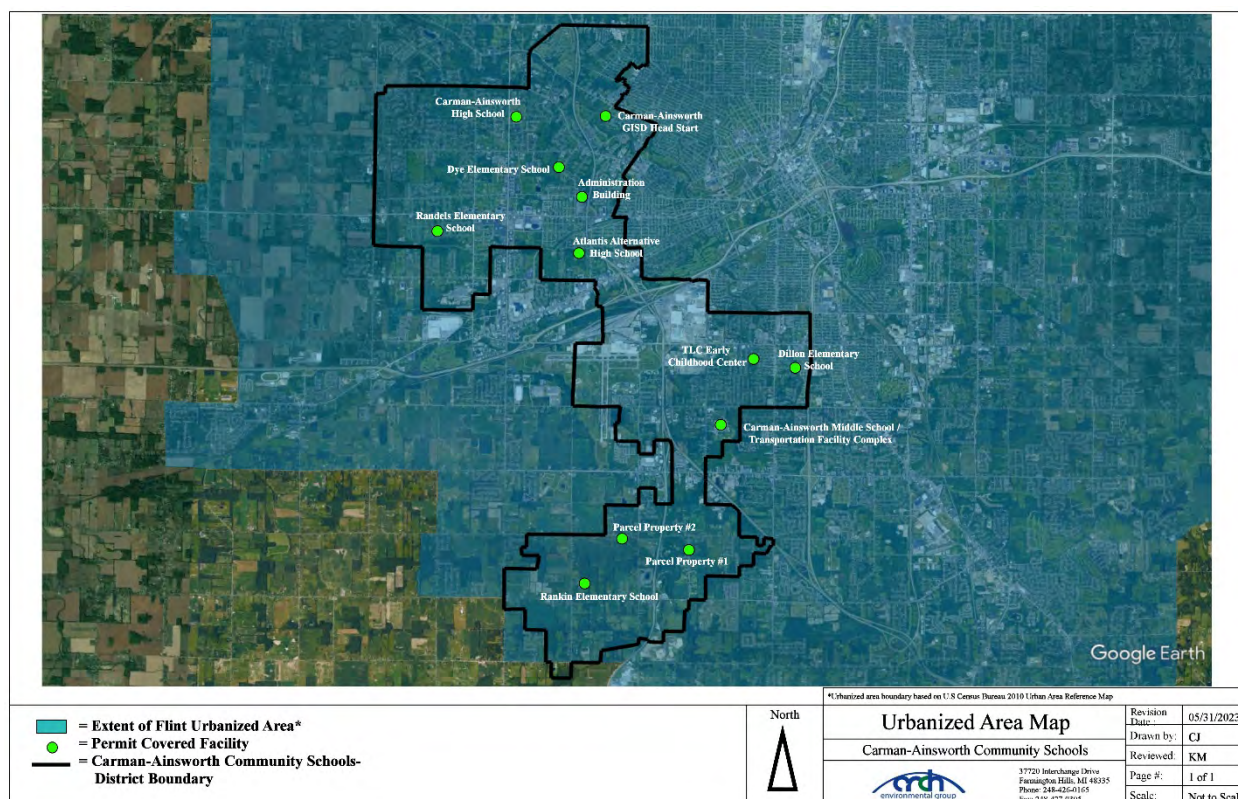 Carman-Ainsworth
High School
Carman-Ainsworth
GISD Head Start
Dye Elementary School
Administration
Building
Randels Elementary
School
Atlantis Alternative
High School
TLC Early
Childhood Center
Dillon Elementary
School
Carman-Ainsworth Middle School /
Transportation Facility Complex
Parcel Property #2
Parcel Property #1
Rankin Elementary School
Google Earth
*Urbanized area boundary based on U.S Census Bureau 2010 Urban Area Reference Map
= Extent of Flint Urbanized Area*
= Permit Covered Facility
= Carman-Ainsworth Community Schools-
District Boundary
North
Urbanized Area Map
Carman-Ainsworth Community Schools
arch
environmental group
37720 Interchange Drive
Farmington Hills, MI 48335
Phone: 248-426-0165
Revision
Date : 05/31/2023
Drawn by: CJ
Reviewed: KM
Page #: 1 of 1
Scale: Not to Scal